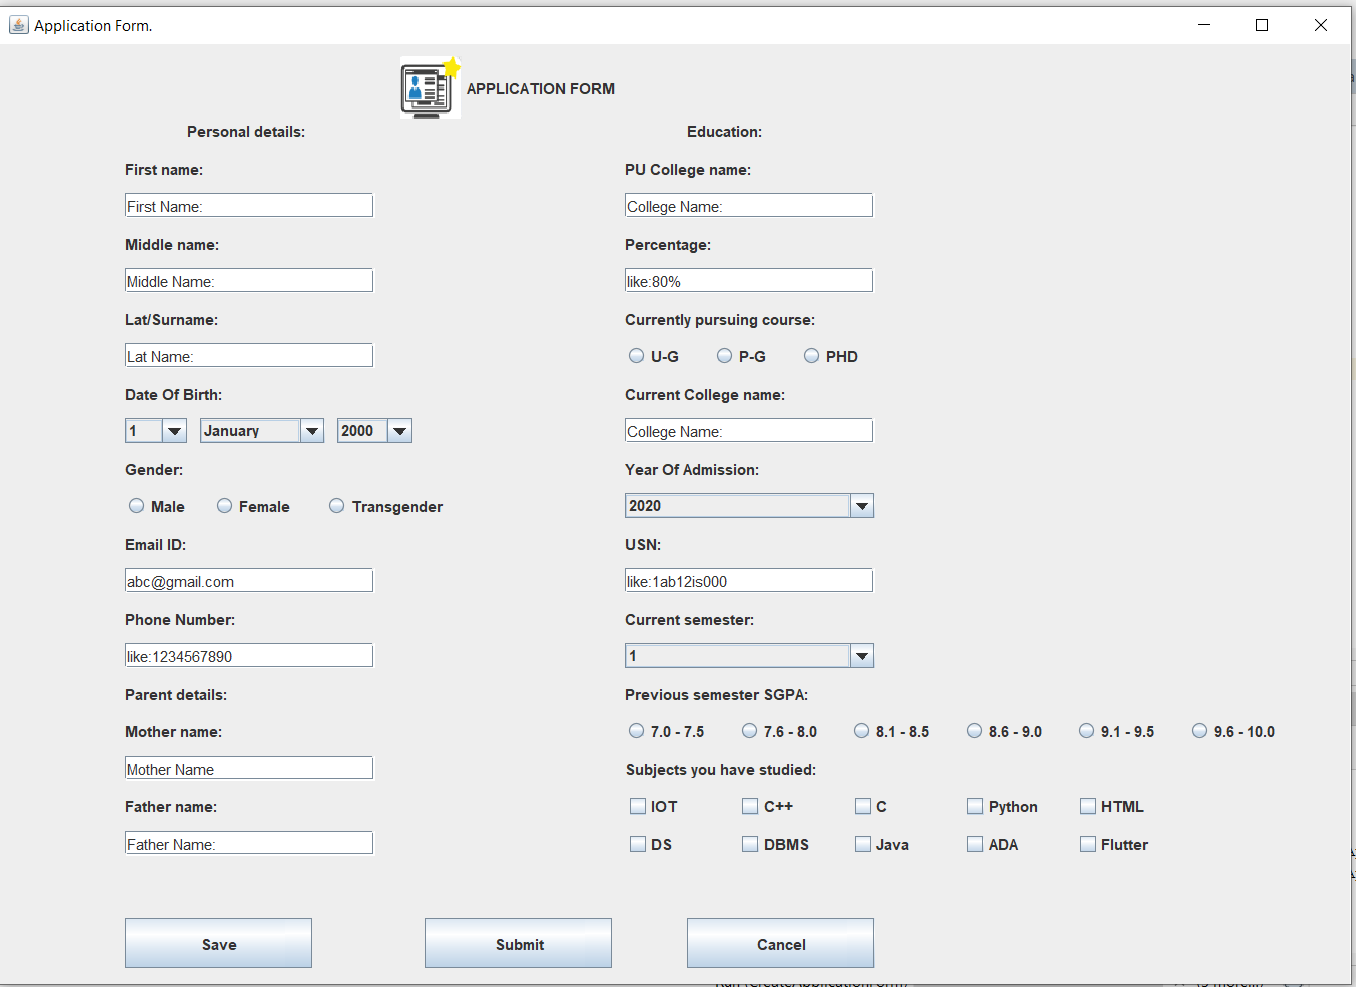 Application Form.
APPLICATION FORM
Personal details:
First name:
First Name:
Middle name:
Middle Name:
Lat/Surname:
Lat Name:
Date Of Birth:
1 January 2000
Gender:
Male Female Transgender
Email ID:
abc@gmail.com
Phone Number:
like:1234567890
Parent details:
Mother name:
Mother Name
Father name:
Father Name:
Education:
PU College name:
College Name:
Percentage:
like:80%
Currently pursuing course:
U-G P-G PHD
Current College name:
College Name:
Year Of Admission:
2020
USN:
like:1ab12is000
Current semester:
1
Previous semester SGPA:
7.0 - 7.5 7.6 - 8.0 8.1 - 8.5 8.6 - 9.0 9.1 - 9.5 9.6 - 10.0
Subjects you have studied:
IOT C++ C Python HTML
DS DBMS Java ADA Flutter
Save Submit Cancel